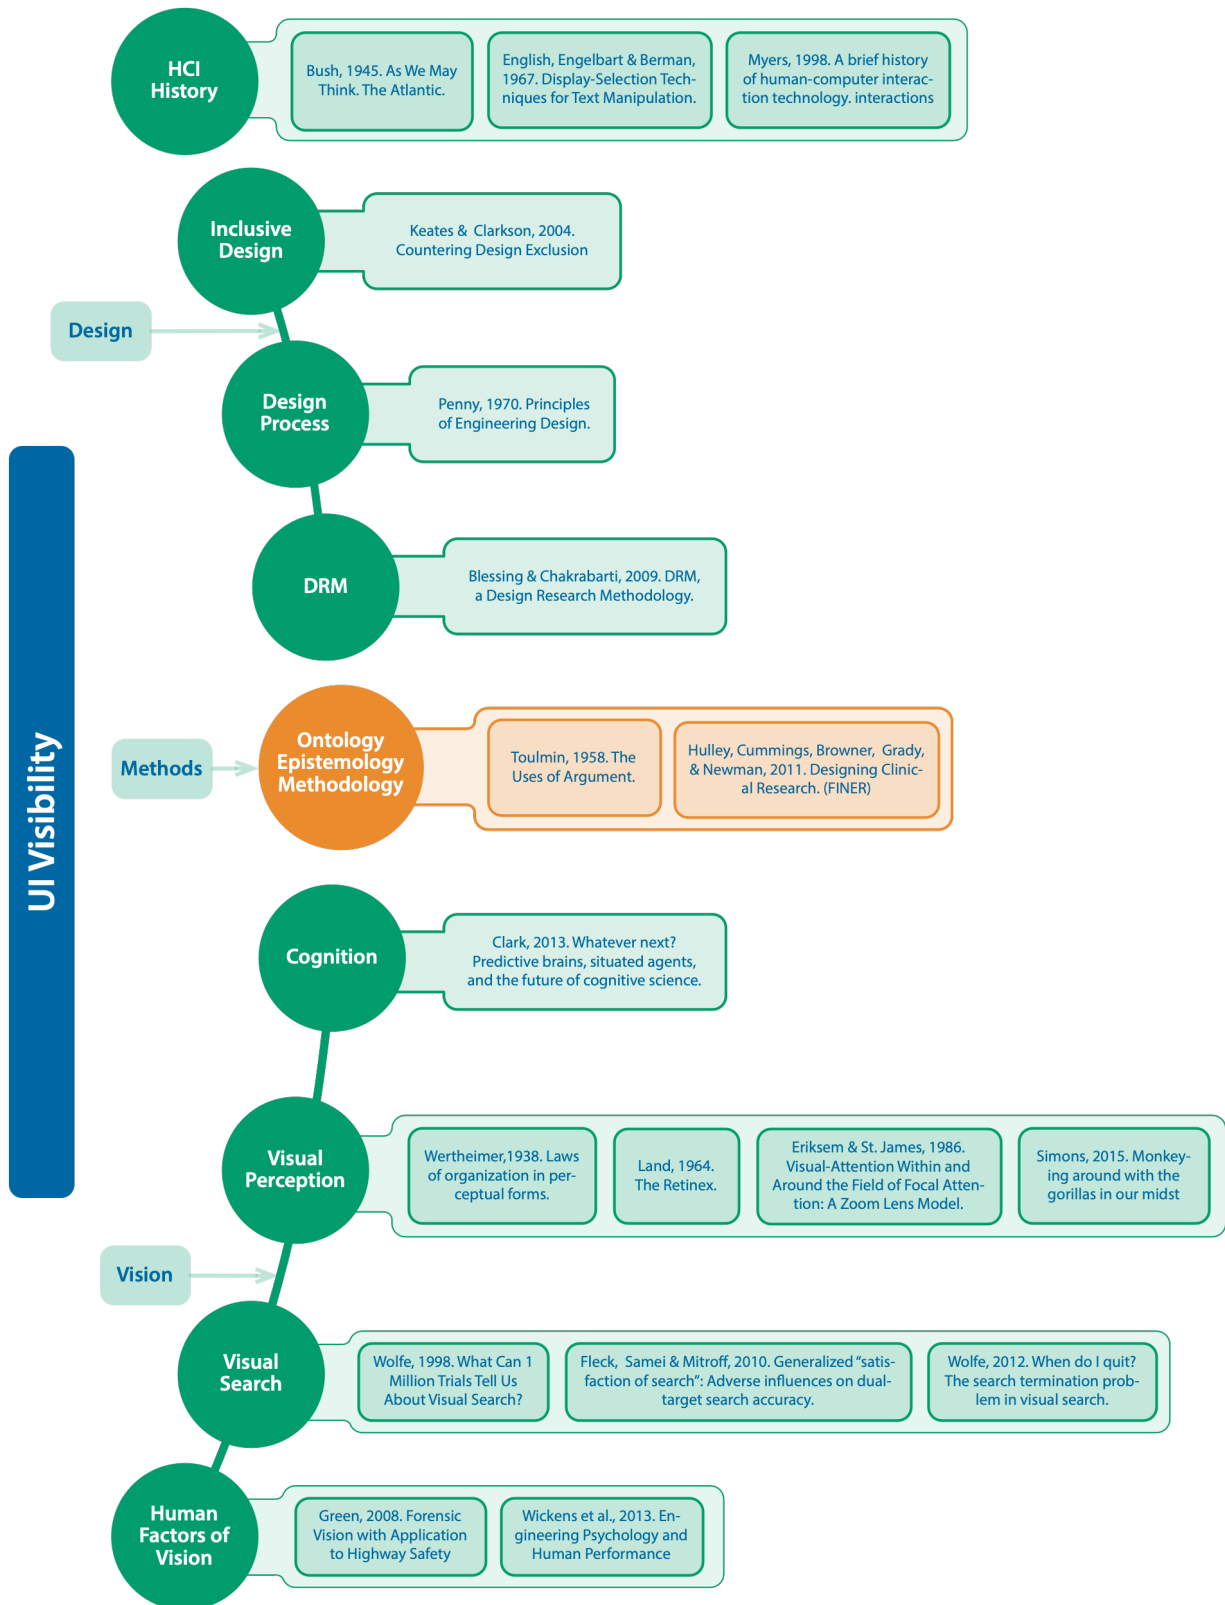 HCI
History
Bush, 1945. As We May
Think. The Atlantic.
English, Engelbart & Berman,
1967. Display-Selection Tech-
niques for Text Manipulation.
Myers, 1998. A brief history
of human-computer interac-
tion technology. interactions
Inclusive
Design
Keates & Clarkson, 2004.
Countering Design Exclusion
Design
Design
Process
Penny, 1970. Principles
of Engineering Design.
DRM
Blessing & Chakrabarti, 2009. DRM,
a Design Research Methodology.
UI Visibility
Methods
Ontology
Epistemology
Methodology
Toulmin, 1958. The
Uses of Argument.
Hulley, Cummings, Browner, Grady,
& Newman, 2011. Designing Clinic-
al Research. (FINER)
Cognition
Clark, 2013. Whatever next?
Predictive brains, situated agents,
and the future of cognitive science.
Visual
Perception
Wertheimer,1938. Laws
of organization in per-
ceptual forms.
Land, 1964.
The Retinex.
Eriksem & St. James, 1986.
Visual-Attention Within and
Around the Field of Focal Atten-
tion: A Zoom Lens Model.
Simons, 2015. Monkey-
ing around with the
gorillas in our midst
Vision
Visual
Search
Wolfe, 1998. What Can 1
Million Trials Tell Us
About Visual Search?
Fleck, Samei & Mitroff, 2010. Generalized “satis-
faction of search”: Adverse influences on dual-
target search accuracy.
Wolfe, 2012. When do I quit?
The search termination prob-
lem in visual search.
Human
Factors of
Vision
Green, 2008. Forensic
Vision with Application
to Highway Safety
Wickens et al., 2013. En-
gineering Psychology and
Human Performance